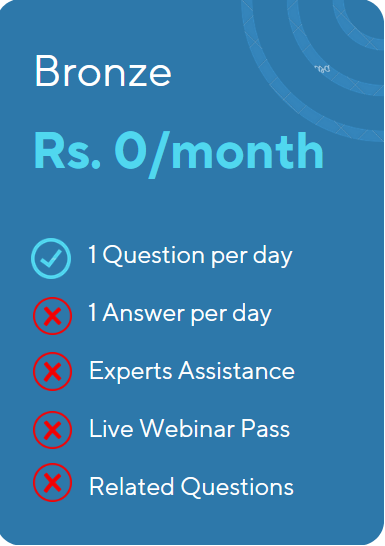 Bronze
Rs. 0/month
1 Question per day
1 Answer per day
Experts Assistance
Live Webinar Pass
Related Questions